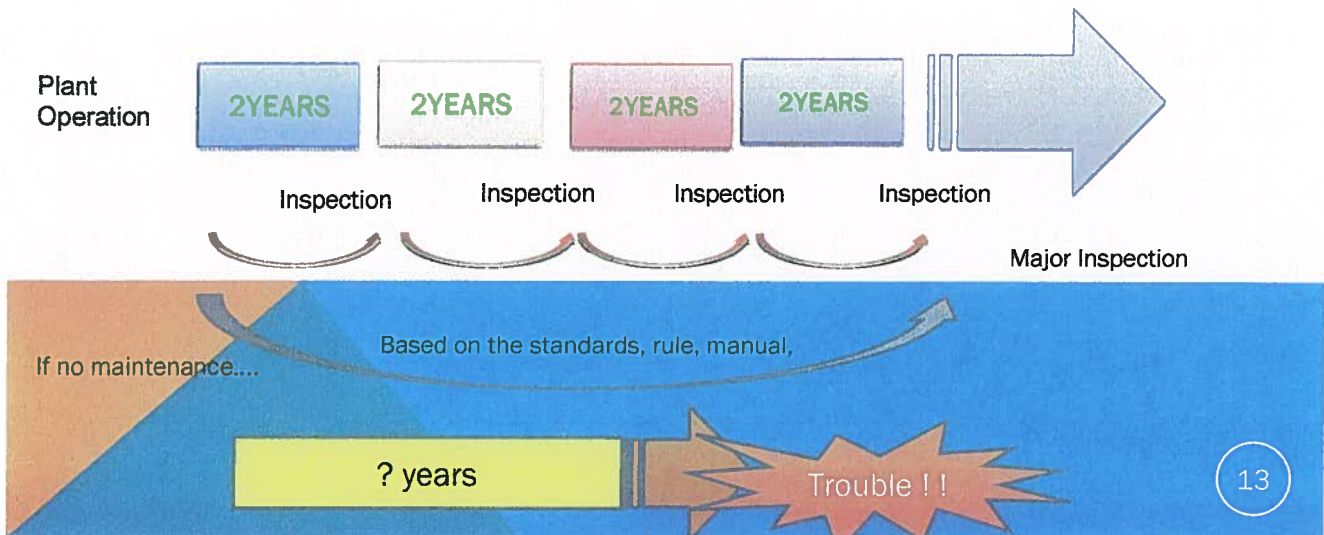 Plant
Operation
2YEARS
2YEARS
2YEARS
2YEARS
Inspection
Inspection
Inspection
Inspection
Major Inspection
Based on the standards, rule, manual,
If no maintenance....
? years
Trouble ! !
13